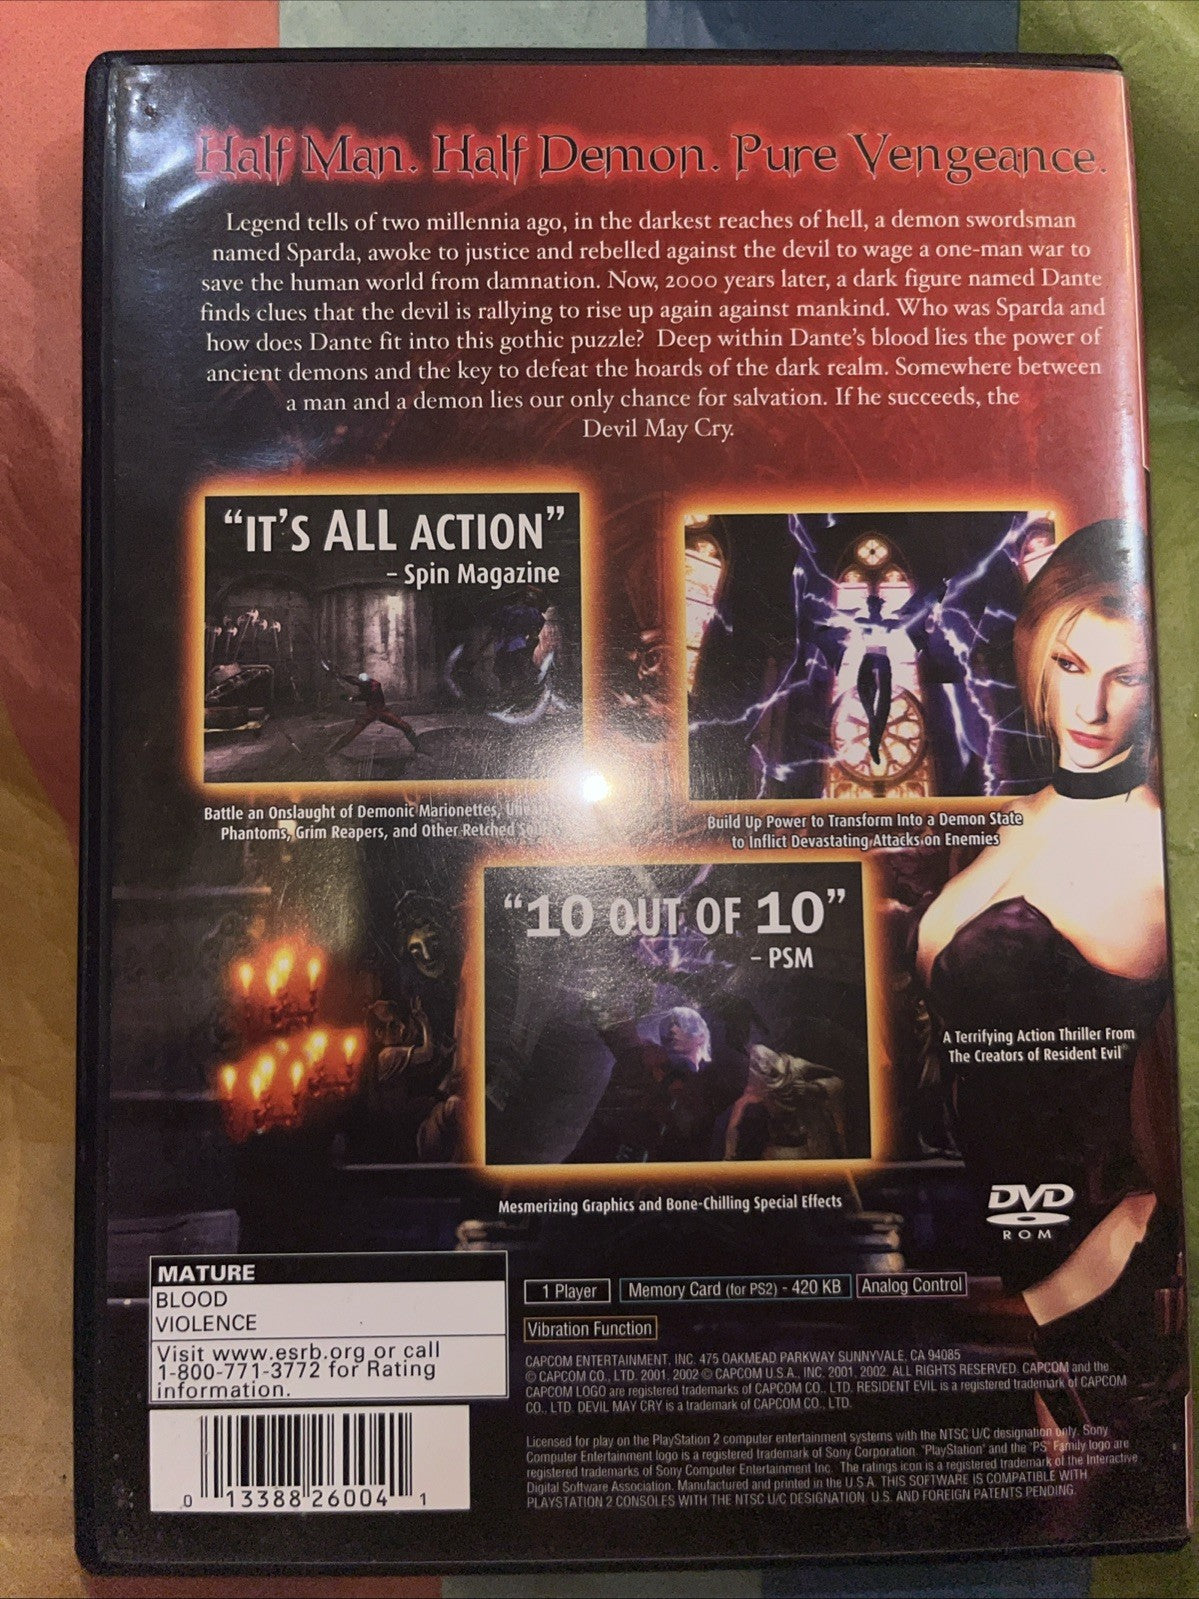 Half Man. Half Demon. Pure Vengeance.
Legend tells of two millennia ago, in the darkest reaches of hell, a demon swordsman
named Sparda, awoke to justice and rebelled against the devil to wage a one-man war to
save the human world from damnation. Now, 2000 years later, a dark figure named Dante
finds clues that the devil is rallying to rise up again against mankind. Who was Sparda and
how does Dante fit into this gothic puzzle? Deep within Dante's blood lies the power of
ancient demons and the key to defeat the hoards of the dark realm. Somewhere between
a man and a demon lies our only chance for salvation. If he succeeds, the
Devil May Cry.
"IT'S ALL ACTION"
- Spin Magazine
Battle an Onslaught of Demonic Marionettes,
Phantoms, Grim Reapers, and Other Retched
Build Up Power to Transform Into a Demon State
to Inflict Devastating Attacks on Enemies
"10 OUT OF 10"
- PSM
A Terrifying Action Thriller From
The Creators of Resident Evil®
Mesmerizing Graphics and Bone-Chilling Special Effects
DVD
ROM
MATURE
BLOOD
VIOLENCE
Visit www.esrb.org or call
1-800-771-3772 for Rating
information.
1 Player
Memory Card (for PS2) - 420 KB
Analog Control
Vibration Function
CAPCOM ENTERTAINMENT, INC. 475 OAKMEAD PARKWAY SUNNYVALE, CA 94085
© CAPCOM CO., LTD. 2001, 2002 © CAPCOM U.S.A., INC. 2001, 2002. ALL RIGHTS RESERVED. CAPCOM and the
CAPCOM LOGO are registered trademarks of CAPCOM CO., LTD. RESIDENT EVIL is a registered trademark of CAPCOM
CO., LTD. DEVIL MAY CRY is a trademark of CAPCOM CO., LTD.
Licensed for play on the PlayStation 2 computer entertainment systems with the NTSC U/C designation only. Sony
Computer Entertainment logo is a registered trademark of Sony Corporation. "PlayStation" and the "PS" Family logo are
registered trademarks of Sony Computer Entertainment Inc. The ratings icon is a registered trademark of the Interactive
Digital Software Association. Manufactured and printed in the U.S.A. THIS SOFTWARE IS COMPATIBLE WITH
PLAYSTATION 2 CONSOLES WITH THE NTSC U/C DESIGNATION. U.S. AND FOREIGN PATENTS PENDING.
0 13388 26004 1